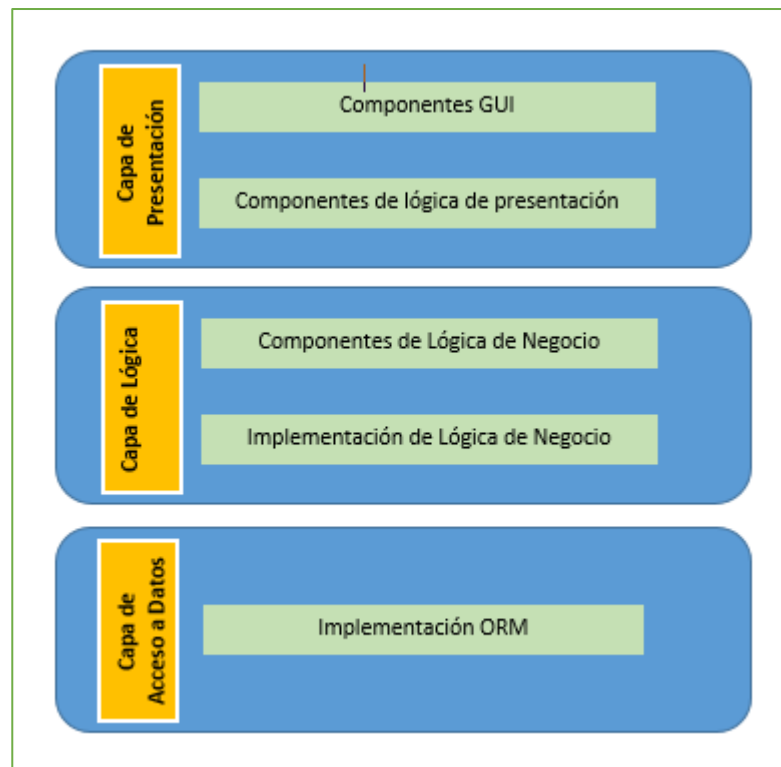 Capa de
Presentación
Componentes GUI
Componentes de lógica de presentación
Capa de Lógica
Componentes de Lógica de Negocio
Implementación de Lógica de Negocio
Capa de
Acceso a Datos
Implementación ORM